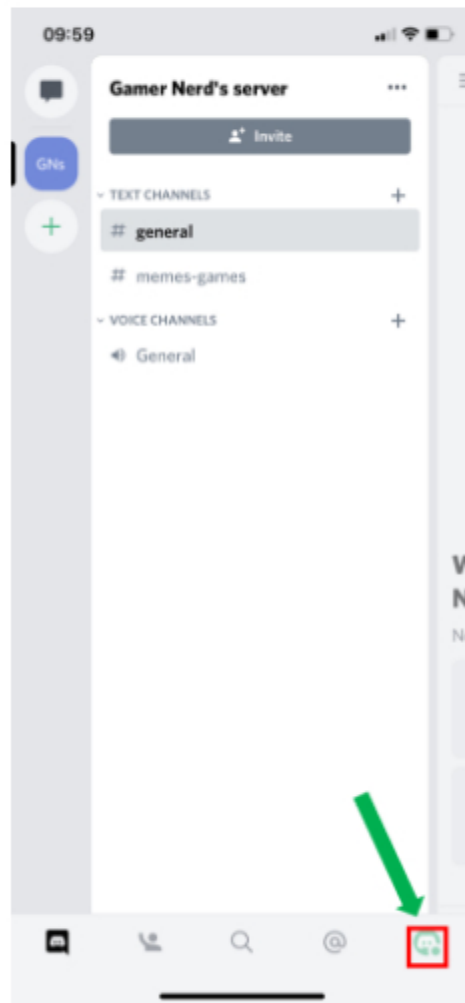 09:59
Gamer Nerd's server
Invite
GNs
TEXT CHANNELS
# general
# memes-games
VOICE CHANNELS
General
@